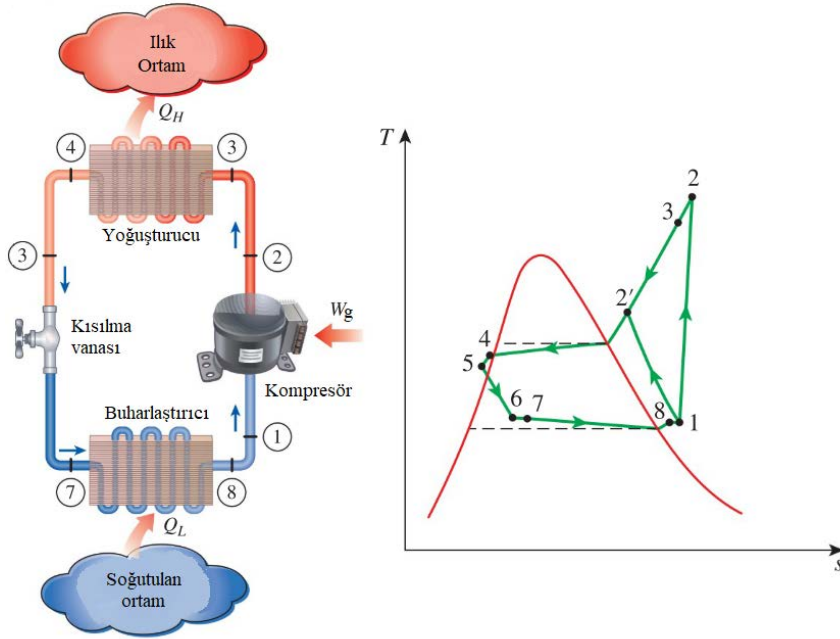 Ilık
Ortam
Q_H
4
3
Yoğuşturucu
3
2
Kısılma
vanası
W_g
Kompresör
Buharlaştırıcı
1
7
8
Q_L
Soğutulan
ortam
T
2
3
2'
4
5
6
7
8
1
s